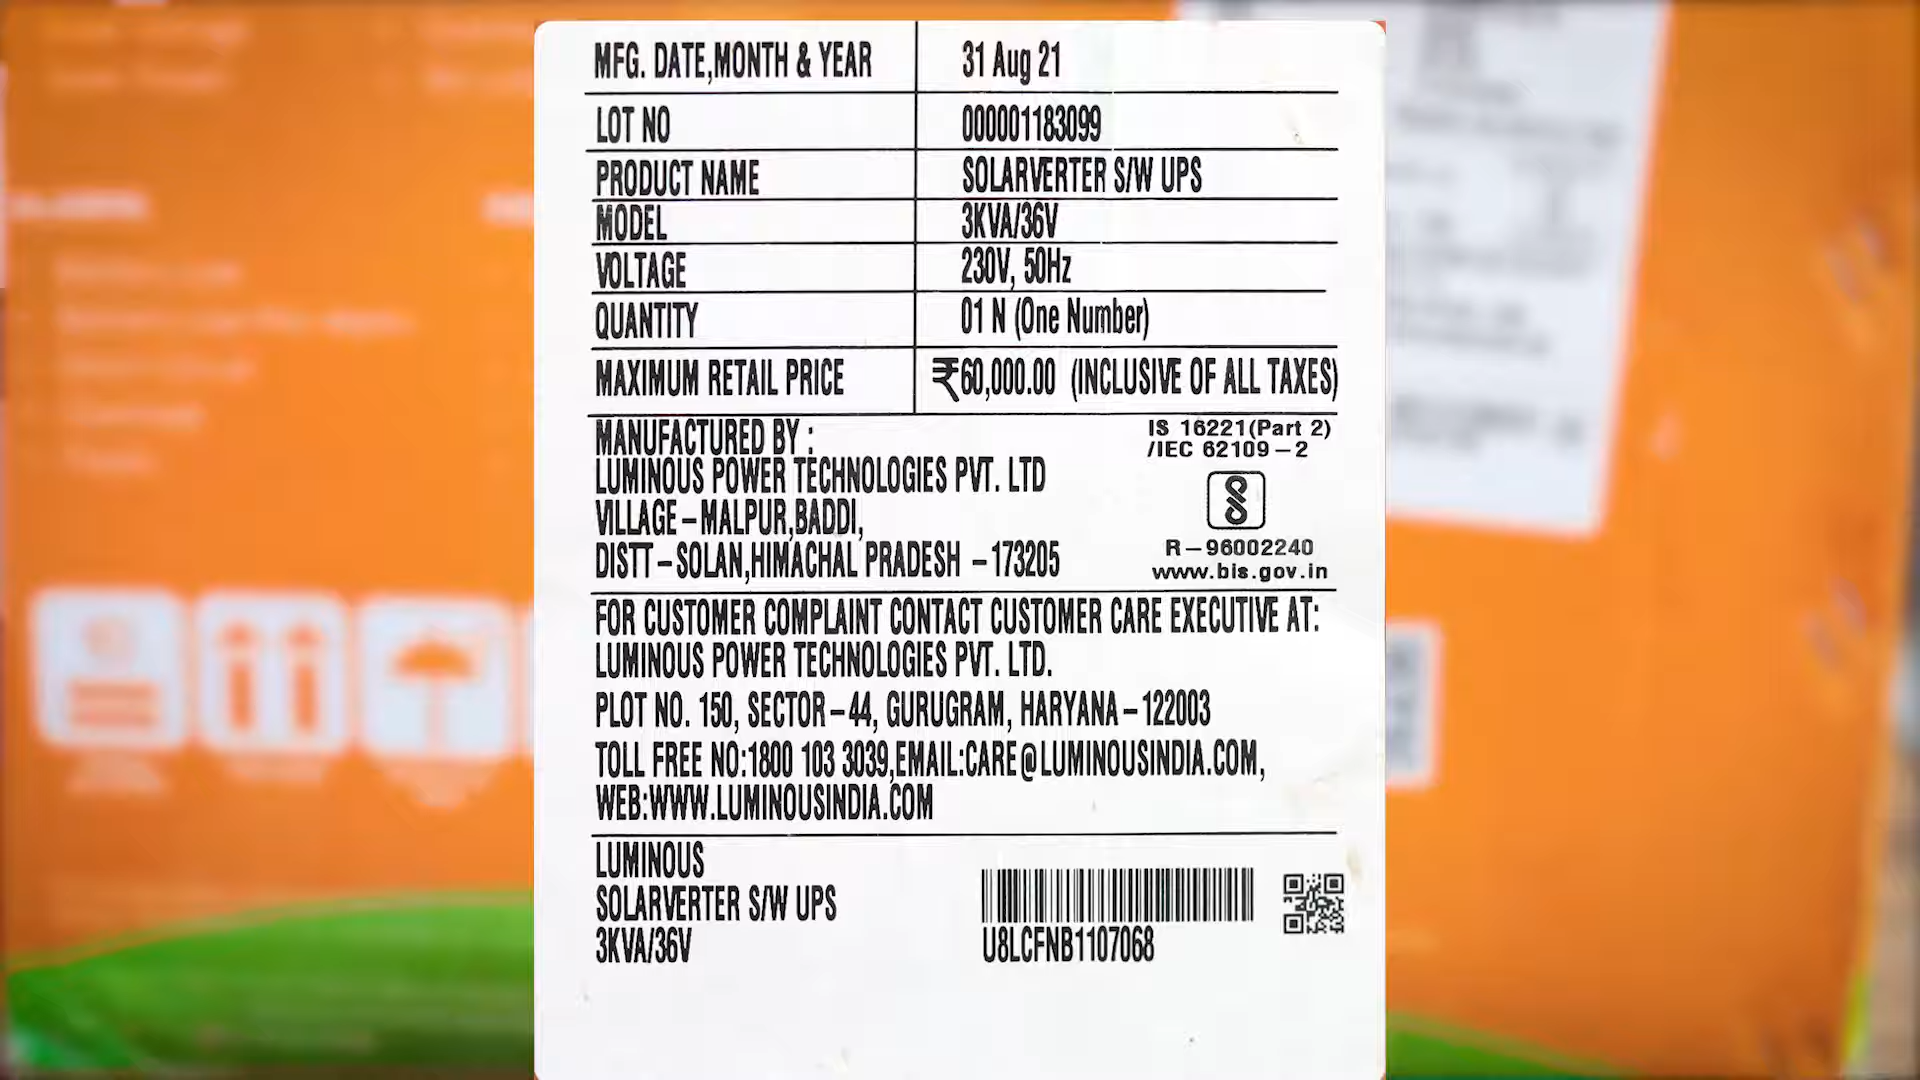 MFG. DATE,MONTH & YEAR 31 Aug 21
LOT NO 000001183099
PRODUCT NAME SOLARVERTER S/W UPS
MODEL 3KVA/36V
VOLTAGE 230V, 50Hz
QUANTITY 01 N (One Number)
MAXIMUM RETAIL PRICE ₹60,000.00 (INCLUSIVE OF ALL TAXES)
MANUFACTURED BY :
LUMINOUS POWER TECHNOLOGIES PVT. LTD
VILLAGE-MALPUR,BADDI,
DISTT-SOLAN,HIMACHAL PRADESH -173205
IS 16221(Part 2)
/IEC 62109-2
R-96002240
www.bis.gov.in
FOR CUSTOMER COMPLAINT CONTACT CUSTOMER CARE EXECUTIVE AT:
LUMINOUS POWER TECHNOLOGIES PVT. LTD.
PLOT NO. 150, SECTOR-44, GURUGRAM, HARYANA-122003
TOLL FREE NO:1800 103 3039,EMAIL:CARE@LUMINOUSINDIA.COM,
WEB:WWW.LUMINOUSINDIA.COM
LUMINOUS
SOLARVERTER S/W UPS
3KVA/36V
U8LCFNB1107068